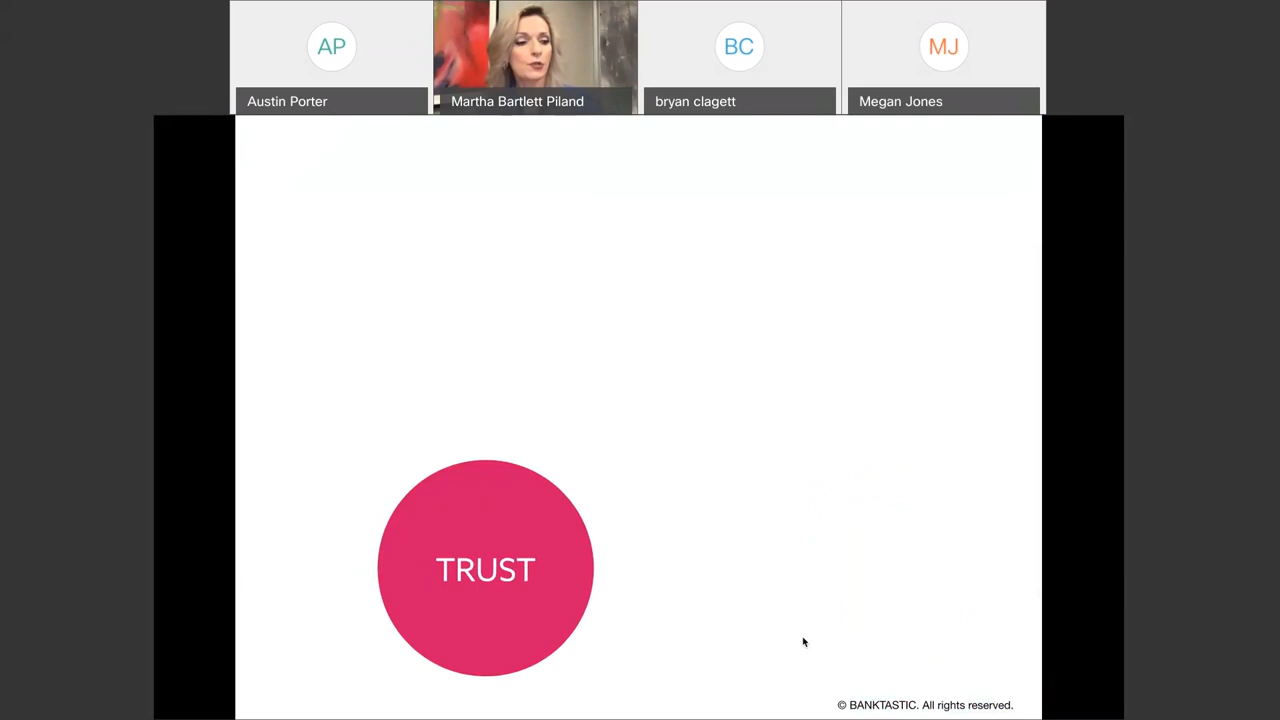 AP
BC
MJ
Austin Porter
Martha Bartlett Piland
bryan clagett
Megan Jones
TRUST
© BANKTASTIC. All rights reserved.